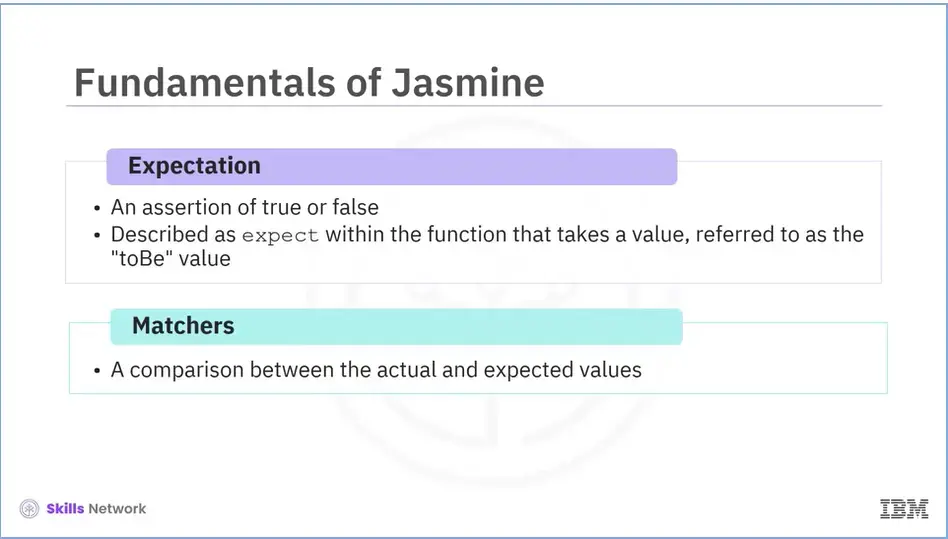 Fundamentals of Jasmine
Expectation
• An assertion of true or false
• Described as expect within the function that takes a value, referred to as the
"toBe" value
Matchers
• A comparison between the actual and expected values
Skills Network
IBM